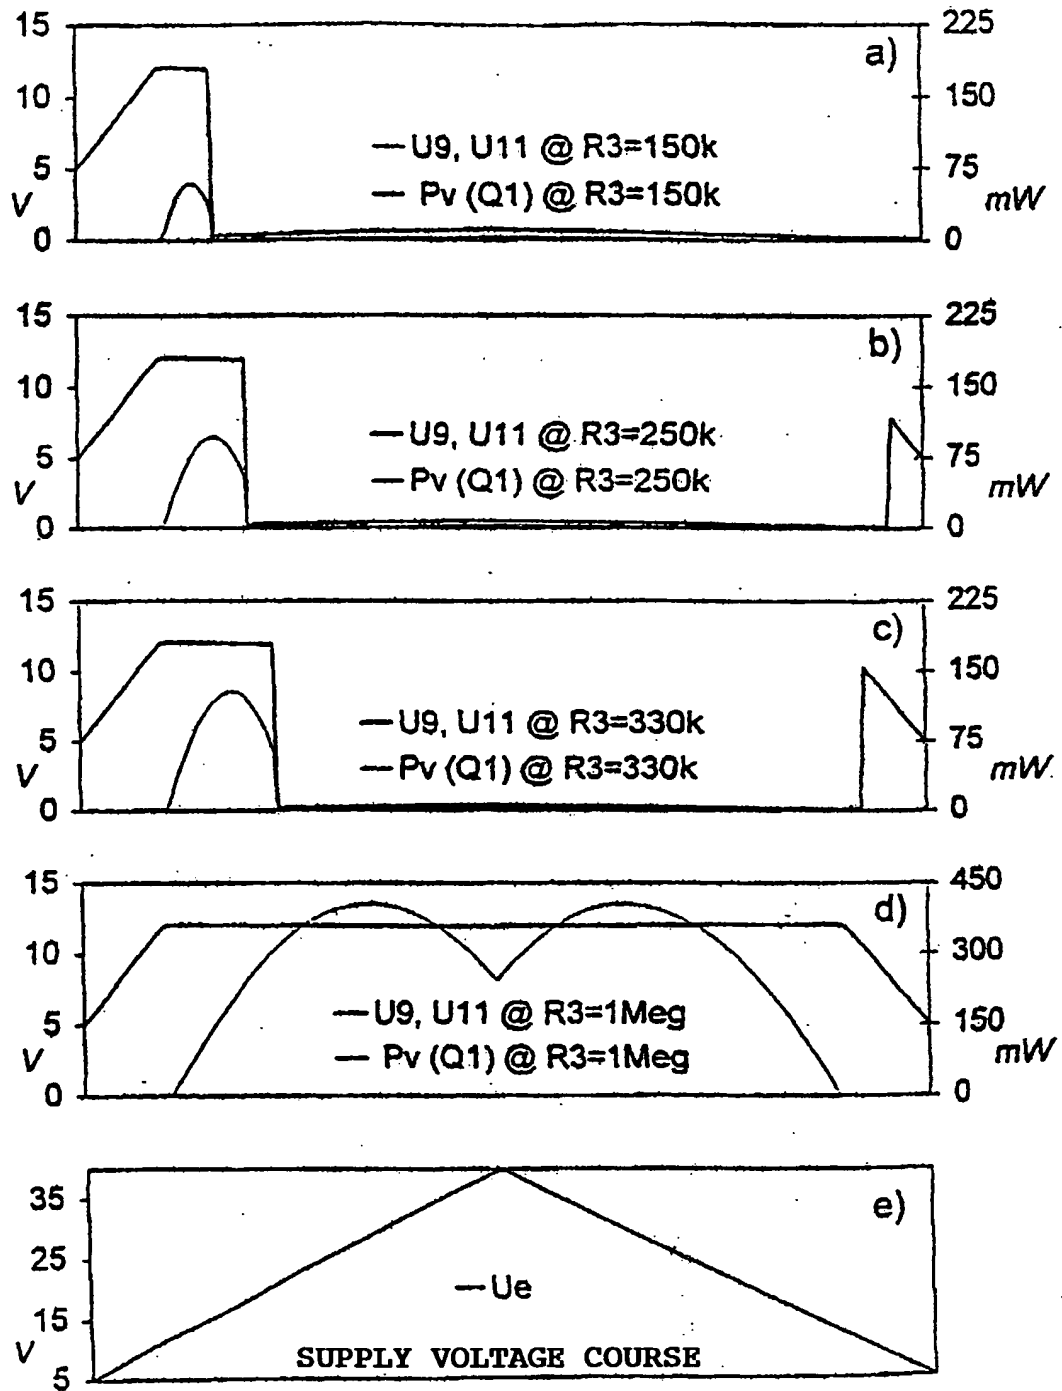 15 225
a)
10 150
— U9, U11 @ R3=150k
5 75
— Pv (Q1) @ R3=150k
V mW
0 0
15 225
b)
10 150
— U9, U11 @ R3=250k
5 75
— Pv (Q1) @ R3=250k
V mW
0 0
15 225
c)
10 150
— U9, U11 @ R3=330k
5 75
— Pv (Q1) @ R3=330k
V mW
0 0
15 450
d)
10 300
— U9, U11 @ R3=1Meg
5 150
— Pv (Q1) @ R3=1Meg
V mW
0 0
35 e)
25
— Ue
15
V
SUPPLY VOLTAGE COURSE
5